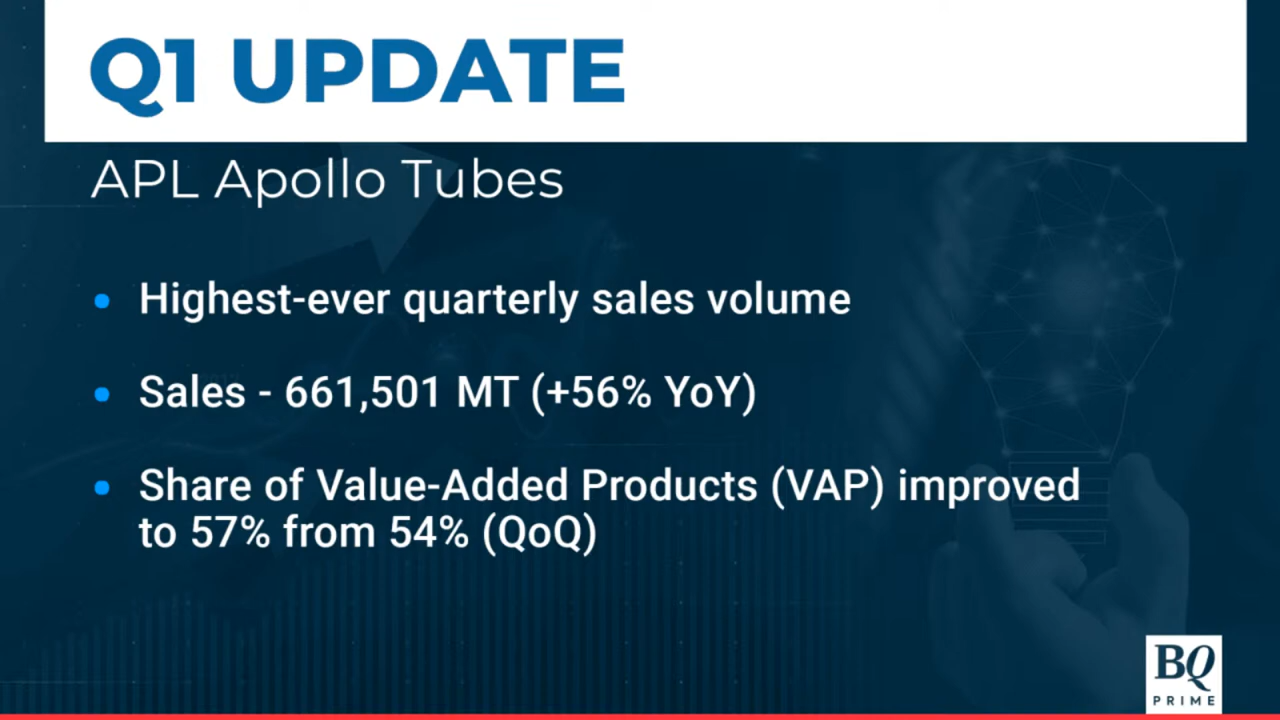 Q1 UPDATE
APL Apollo Tubes
• Highest-ever quarterly sales volume
• Sales - 661,501 MT (+56% YoY)
• Share of Value-Added Products (VAP) improved
to 57% from 54% (QoQ)
BQ
PRIME